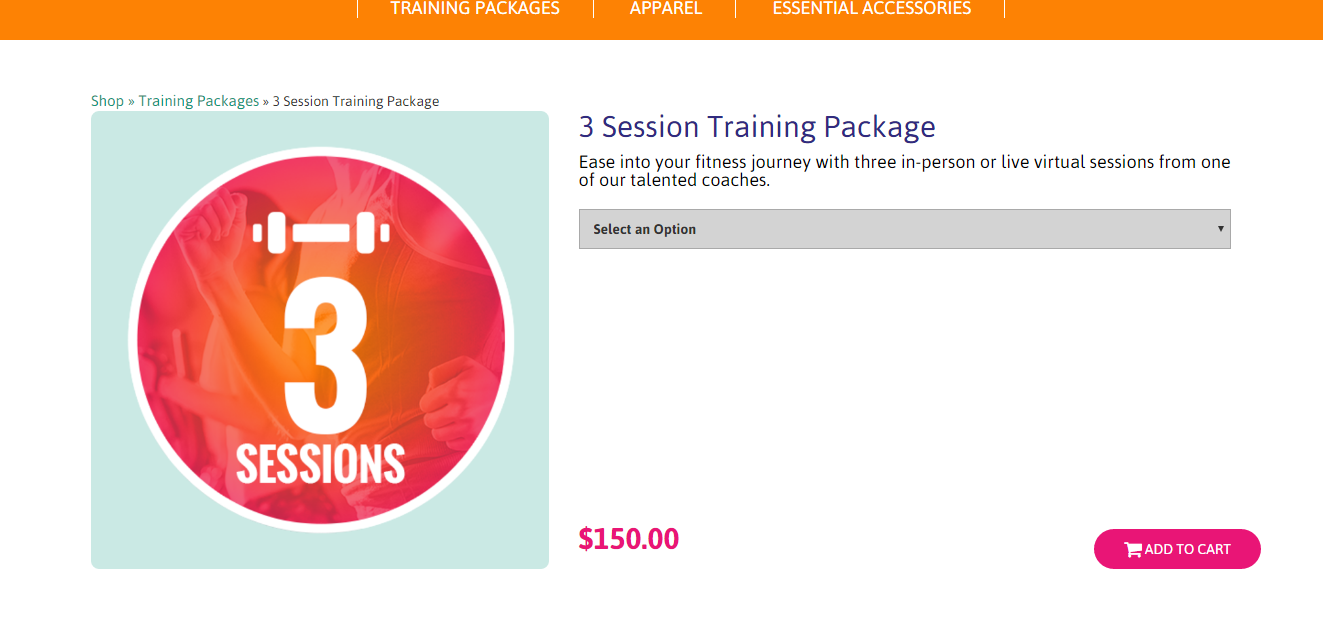 TRAINING PACKAGES
APPAREL
ESSENTIAL ACCESSORIES
Shop » Training Packages » 3 Session Training Package
3
SESSIONS
3 Session Training Package
Ease into your fitness journey with three in-person or live virtual sessions from one
of our talented coaches.
Select an Option
$150.00
ADD TO CART